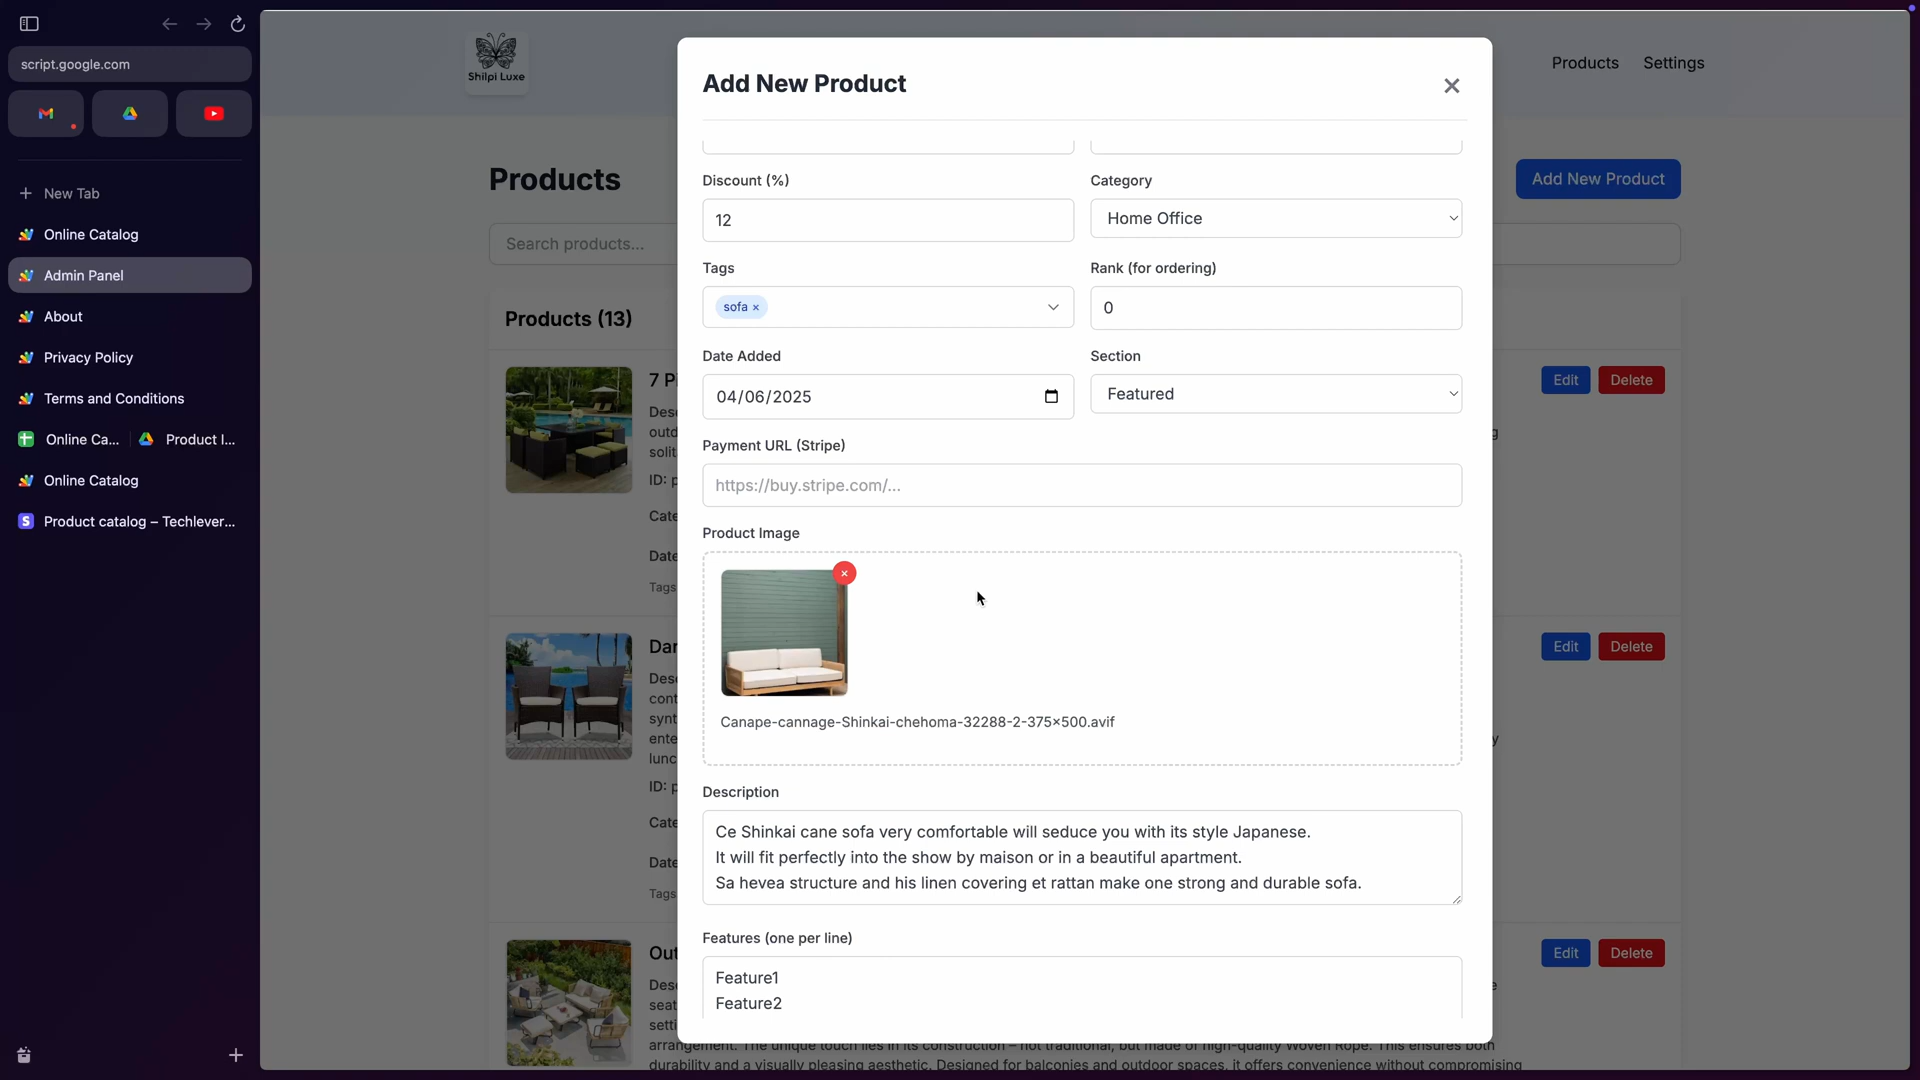 script.google.com
New Tab
Online Catalog
Admin Panel
About
Privacy Policy
Terms and Conditions
Online Ca...
Product I...
Online Catalog
Product catalog – Techlever...
Shilpi Luxe
Products
Settings
Products
Add New Product
Search products...
Products (13)
7 Pi
Desc
outd
solit
ID: p
Cate
Date
Tags
Edit
Delete
Dar
Desc
cont
synt
ente
lunc
ID: p
Cate
Date
Tags
Edit
Delete
Out
Desc
seat
setti
Edit
Delete
arrangement. The unique touch lies in its construction – not traditional, but made of high-quality Woven Rope. This ensures both
durability and a visually pleasing aesthetic. Designed for balconies and outdoor spaces, it offers convenience without compromising
Add New Product
Discount (%)
12
Category
Home Office
Tags
sofa ×
Rank (for ordering)
0
Date Added
04/06/2025
Section
Featured
Payment URL (Stripe)
https://buy.stripe.com/...
Product Image
Canape-cannage-Shinkai-chehoma-32288-2-375×500.avif
Description
Ce Shinkai cane sofa very comfortable will seduce you with its style Japanese.
It will fit perfectly into the show by maison or in a beautiful apartment.
Sa hevea structure and his linen covering et rattan make one strong and durable sofa.
Features (one per line)
Feature1
Feature2